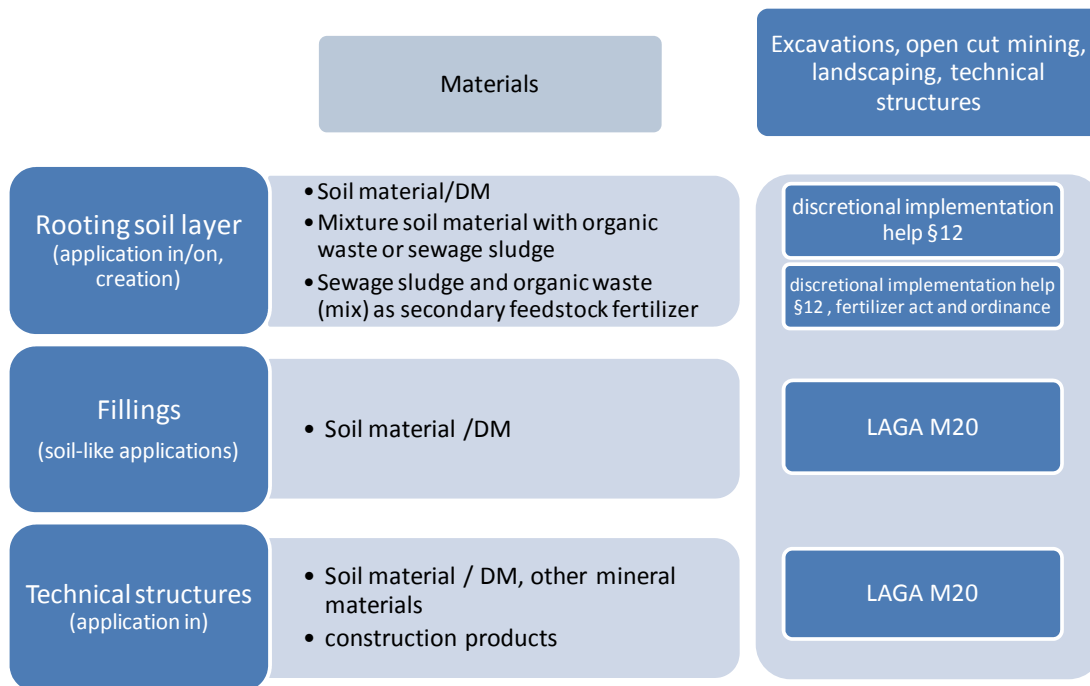 Materials
Excavations, open cut mining,
landscaping, technical
structures
Rooting soil layer
(application in/on,
creation)
•Soil material/DM
•Mixture soil material with organic
waste or sewage sludge
•Sewage sludge and organic waste
(mix) as secondary feedstock fertilizer
discretional implementation
help §12
discretional implementation help
§12 , fertilizer act and ordinance
Fillings
(soil-like applications)
• Soil material /DM
LAGA M20
Technical structures
(application in)
• Soil material / DM, other mineral
materials
• construction products
LAGA M20